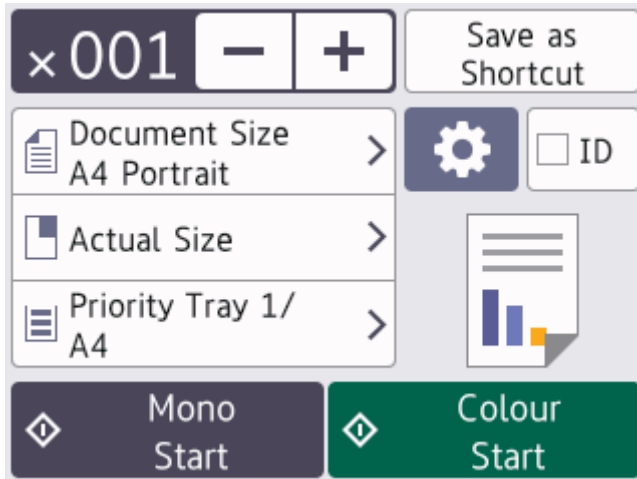 ×001 − +
Save as
Shortcut
Document Size
A4 Portrait
ID
Actual Size
Priority Tray 1/
A4
Mono
Start
Colour
Start